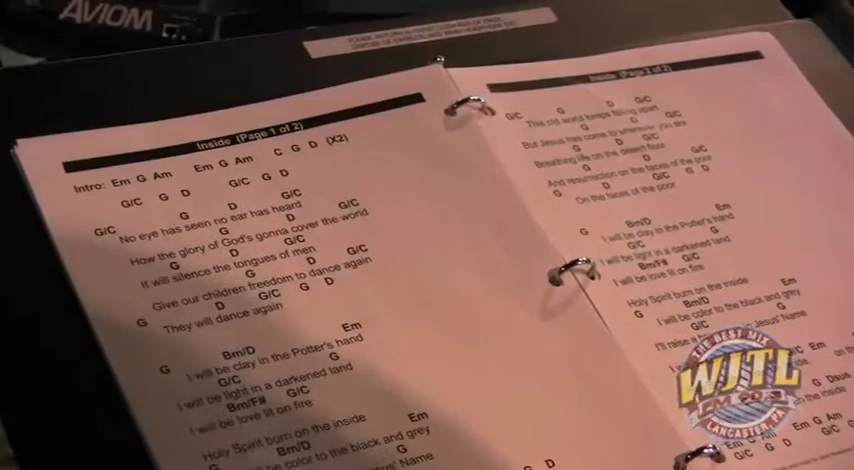 AVIOM
Inside (Page 1 of 2)
Intro: Em G Am Em G Am C G D (X2)
G/C G D G/C G D
G/C G D G/C
No eye has seen no ear has heard
G D G/C
How the glory of God's gonna cover the world
G D G/C
It will silence the tongues of men
G D G/C
Give our children freedom to dance again
G D G/C G D
They will dance again
G Bm/D Em
I will be clay in the Potter's hand
G/C G
I will be light in a darkened land
Bm/F# G/C
I will be love lit on fire
G
Holy Spirit burn on the inside
Bm/D Em
I will be color to the black and grey
G/C G
Inside (Page 2 of 2)
G/C G D G/C
This old world keeps falling apart
G D G/C
But Jesus has come to wherever you are
G D G/C
Breathing life on the desert floor
G D G/C G D
And resurrection on the faces of the poor
In the faces of the poor
G Bm/D Em
I will be clay in the Potter's hand
G/C G
I will be light in a darkened land
Bm/F# G/C
I will be love lit on fire
G
Holy Spirit burn on the inside
Bm/D Em
I will be color to the black and grey
G/C G
I'll raise Jesus' Name
THE BEST MIX
WJTL
FM 90.3
LANCASTER PA